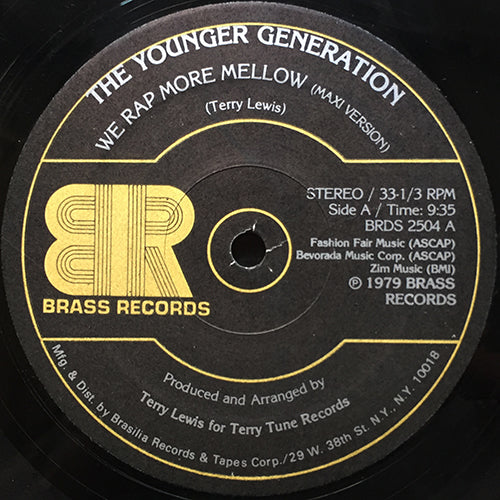 THE YOUNGER GENERATION
WE RAP MORE MELLOW (MAXI VERSION)
(Terry Lewis)
BR
BRASS RECORDS
STEREO / 33-1/3 RPM
Side A / Time: 9:35
BRDS 2504 A
Fashion Fair Music (ASCAP)
Bevorada Music Corp. (ASCAP)
Zim Music (BMI)
℗ 1979 BRASS
RECORDS
Produced and Arranged by
Terry Lewis for Terry Tune Records
Mfg. & Dist. by Brasilia Records & Tapes Corp./29 W. 38th St. N.Y., N.Y. 10018